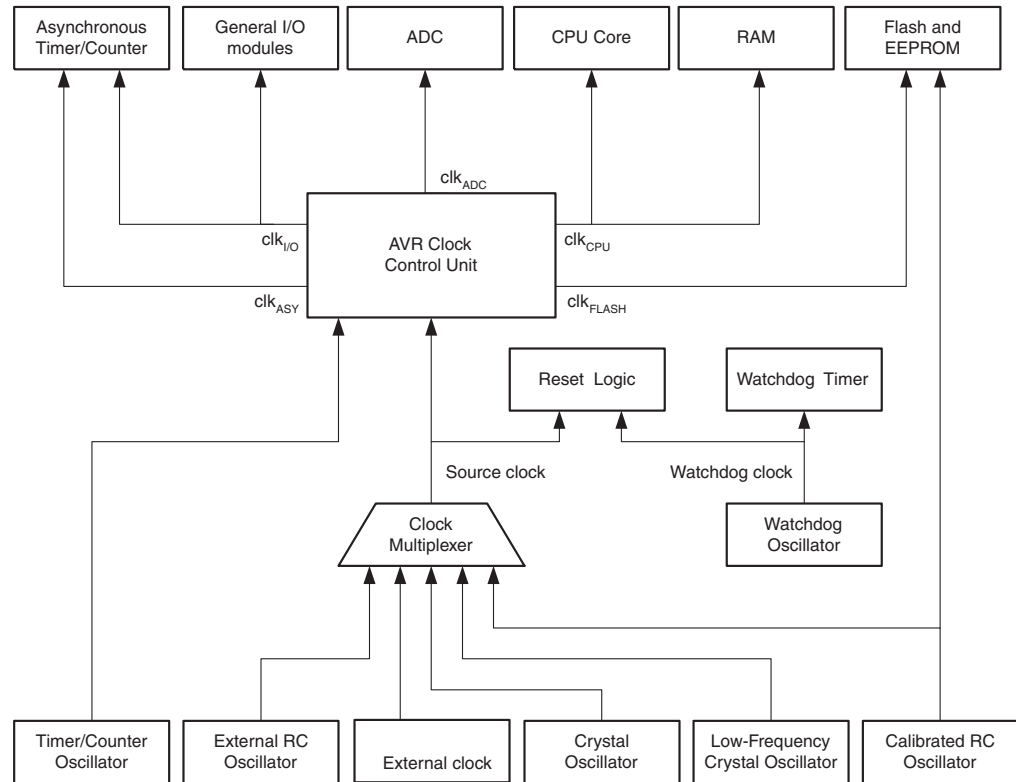 Asynchronous
Timer/Counter
General I/O
modules
ADC
CPU Core
RAM
Flash and
EEPROM
clkADC
clkI/O
AVR Clock
Control Unit
clkCPU
clkASY
clkFLASH
Reset Logic
Watchdog Timer
Source clock
Watchdog clock
Clock
Multiplexer
Watchdog
Oscillator
Timer/Counter
Oscillator
External RC
Oscillator
External clock
Crystal
Oscillator
Low-Frequency
Crystal Oscillator
Calibrated RC
Oscillator